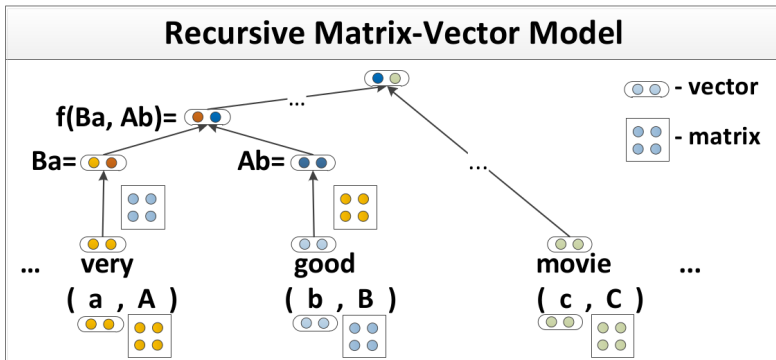 Recursive Matrix-Vector Model
...
- vector
f(Ba, Ab)=
- matrix
Ba=
Ab=
...
... very good movie ...
( a , A ) ( b , B ) ( c , C )